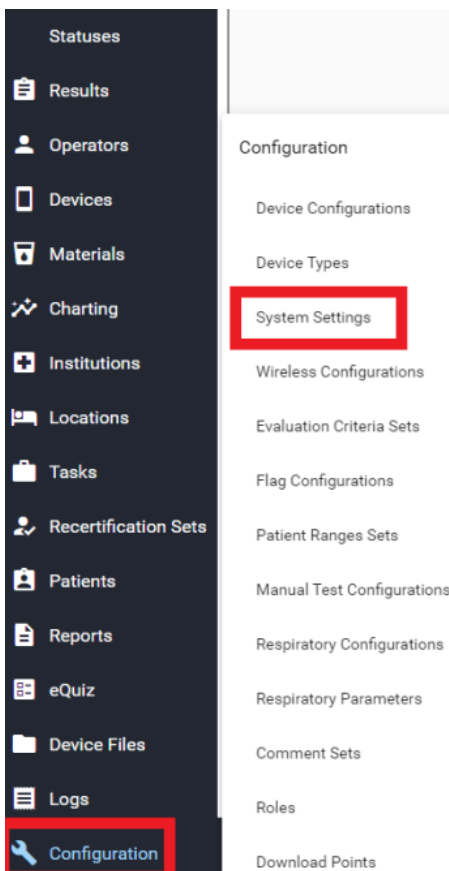 Statuses
Results
Operators
Devices
Materials
Charting
Institutions
Locations
Tasks
Recertification Sets
Patients
Reports
eQuiz
Device Files
Logs
Configuration
Configuration
Device Configurations
Device Types
System Settings
Wireless Configurations
Evaluation Criteria Sets
Flag Configurations
Patient Ranges Sets
Manual Test Configurations
Respiratory Configurations
Respiratory Parameters
Comment Sets
Roles
Download Points